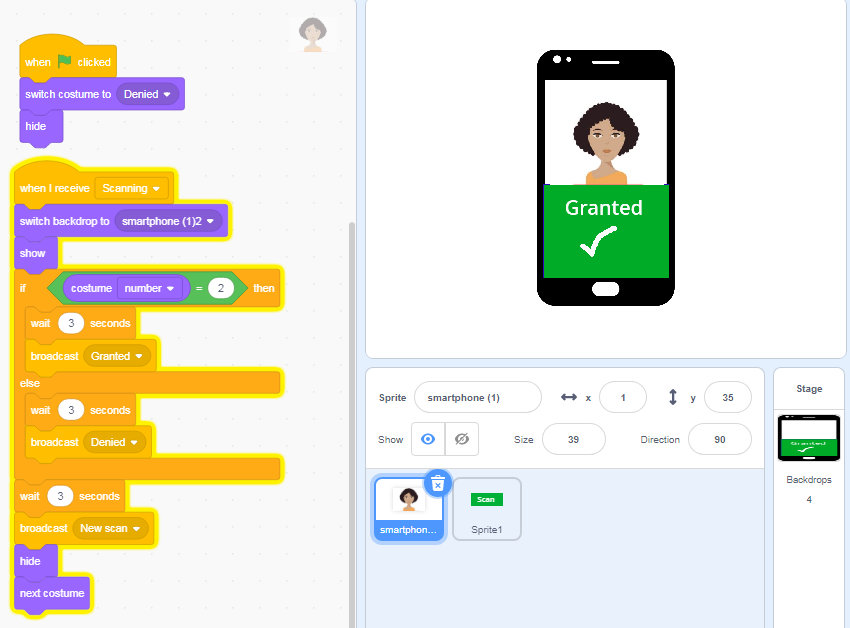 when clicked
switch costume to Denied
hide
when I receive Scanning
switch backdrop to smartphone (1)2
show
if costume number = 2 then
wait 3 seconds
broadcast Granted
else
wait 3 seconds
broadcast Denied
wait 3 seconds
broadcast New scan
hide
next costume
Granted
Sprite smartphone (1) x 1 y 35
Show Size 39 Direction 90
Scan
smartphon... Sprite1
Stage
Granted
Backdrops
4